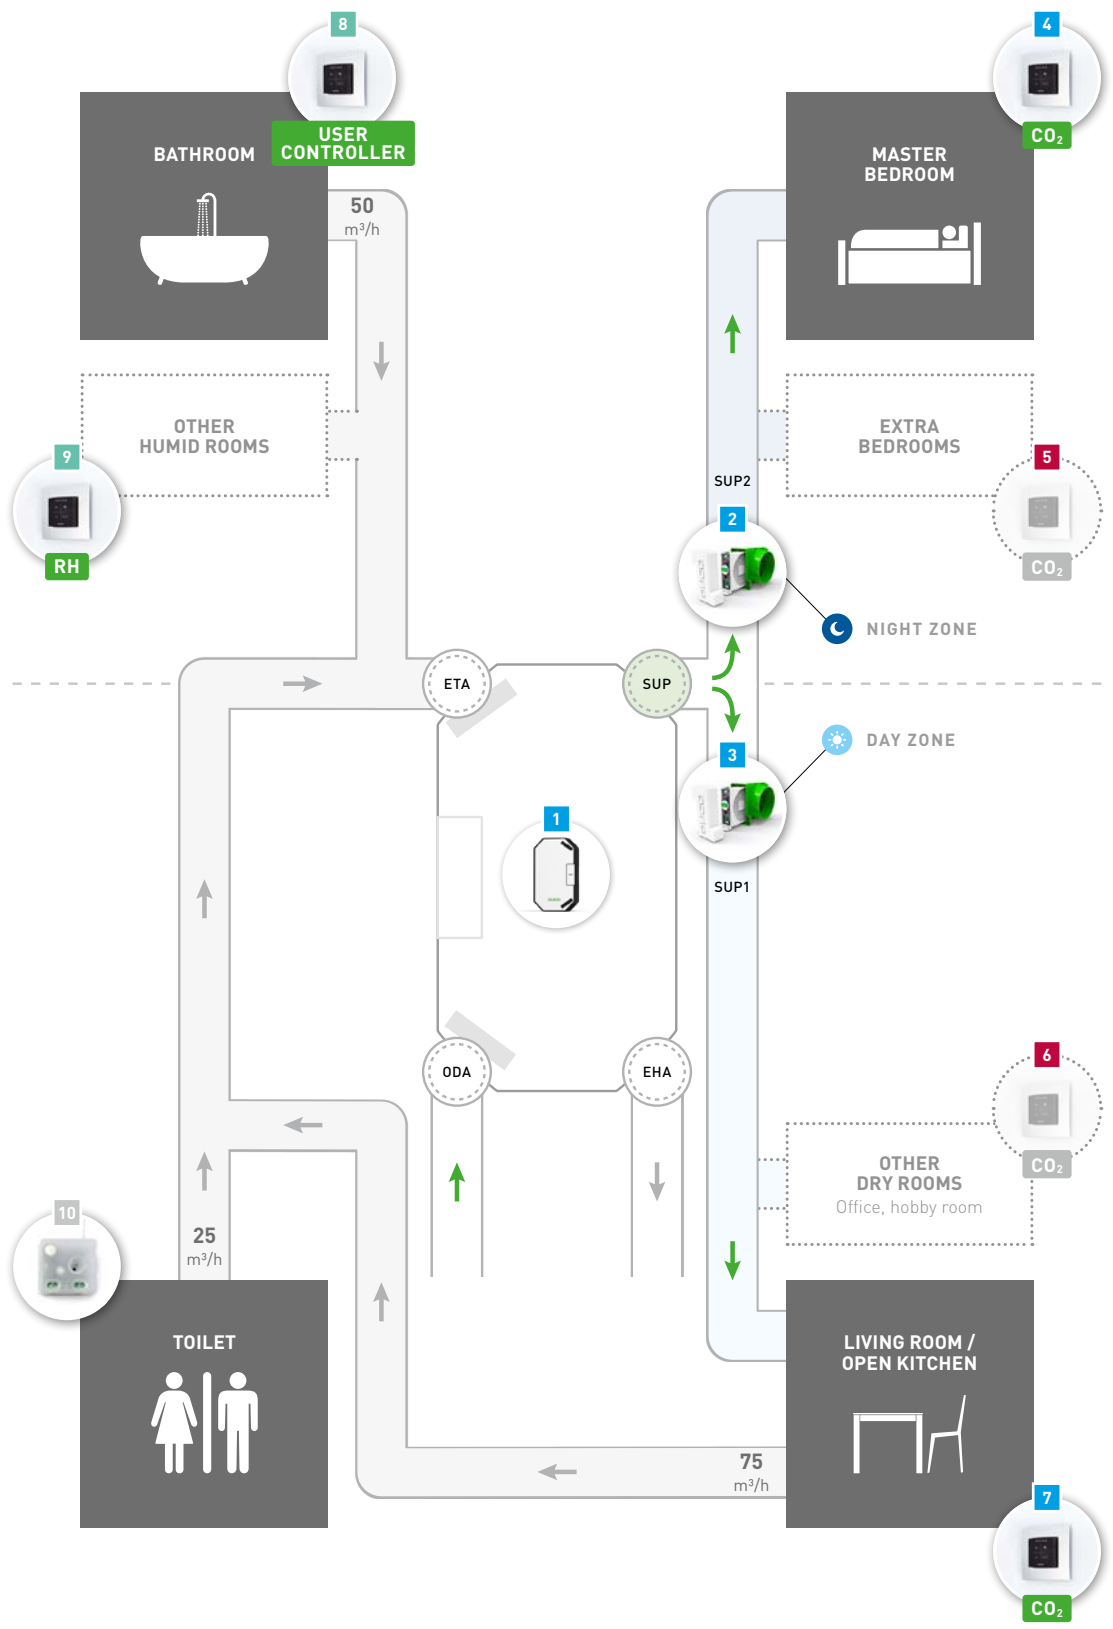 8
USER
CONTROLLER
BATHROOM
50
m³/h
4
CO₂
MASTER
BEDROOM
OTHER
HUMID ROOMS
9
RH
EXTRA
BEDROOMS
5
CO₂
SUP2
2
NIGHT ZONE
ETA
SUP
3
DAY ZONE
1
SUP1
ODA
EHA
6
CO₂
OTHER
DRY ROOMS
Office, hobby room
10
25
m³/h
TOILET
LIVING ROOM /
OPEN KITCHEN
75
m³/h
7
CO₂